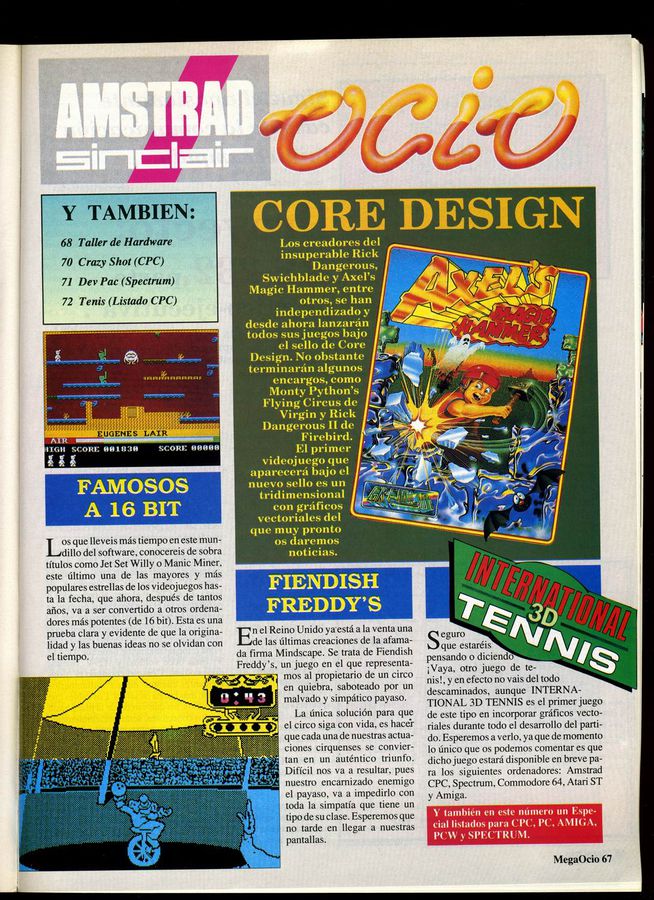 AMSTRAD
sinclair
OCiO
Y TAMBIEN:
68 Taller de Hardware
70 Crazy Shot (CPC)
71 Dev Pac (Spectrum)
72 Tenis (Listado CPC)
EUGENES LAIR
AIR
HIGH SCORE 001830 SCORE 00000
FAMOSOS
A 16 BIT
Los que lleveis más tiempo en este mun-
dillo del software, conocereis de sobra
títulos como Jet Set Willy o Manic Miner,
este último una de las mayores y más
populares estrellas de los videojuegos has-
ta la fecha, que ahora, después de tantos
años, va a ser convertido a otros ordena-
dores más potentes (de 16 bit). Esta es una
prueba clara y evidente de que la origina-
lidad y las buenas ideas no se olvidan con
el tiempo.
0:43
CORE DESIGN
Los creadores del
insuperable Rick
Dangerous,
Swichblade y Axel's
Magic Hammer, entre
otros, se han
independizado y
desde ahora lanzarán
todos sus juegos bajo
el sello de Core
Design. No obstante
terminarán algunos
encargos, como
Monty Python's
Flying Circus de
Virgin y Rick
Dangerous II de
Firebird.
El primer
videojuego que
aparecerá bajo el
nuevo sello es un
tridimensional
con gráficos
vectoriales del
que muy pronto
os daremos
noticias.
AXEL'S
MAGIC
HAMMER
GREMLIN
FIENDISH
FREDDY'S
En el Reino Unido ya está a la venta una
de las últimas creaciones de la afama-
da firma Mindscape. Se trata de Fiendish
Freddy's, un juego en el que representa-
mos al propietario de un circo
en quiebra, saboteado por un
malvado y simpático payaso.
La única solución para que
el circo siga con vida, es hacer
que cada una de nuestras actua-
ciones cirquenses se convier-
tan en un auténtico triunfo.
Difícil nos va a resultar, pues
nuestro encarnizado enemigo
el payaso, va a impedirlo con
toda la simpatía que tiene un
tipo de su clase. Esperemos que
no tarde en llegar a nuestras
pantallas.
INTERNATIONAL
3D
TENNIS
Seguro
que estaréis
pensando o diciendo
¡Vaya, otro juego de te-
nis!, y en efecto no vais del todo
descaminados, aunque INTERNA-
TIONAL 3D TENNIS es el primer juego
de este tipo en incorporar gráficos vecto-
riales durante todo el desarrollo del parti-
do. Esperemos a verlo, ya que de momento
lo único que os podemos comentar es que
dicho juego estará disponible en breve pa-
ra los siguientes ordenadores: Amstrad
CPC, Spectrum, Commodore 64, Atari ST
y Amiga.
Y también en este número un Espe-
cial listados para CPC, PC, AMIGA,
PCW y SPECTRUM.
MegaOcio 67